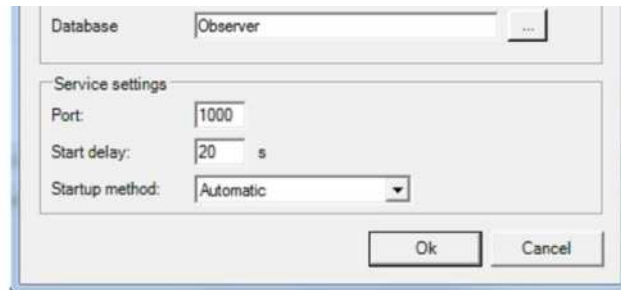 Database Observer ...
Service settings
Port: 1000
Start delay: 20 s
Startup method: Automatic
Ok Cancel